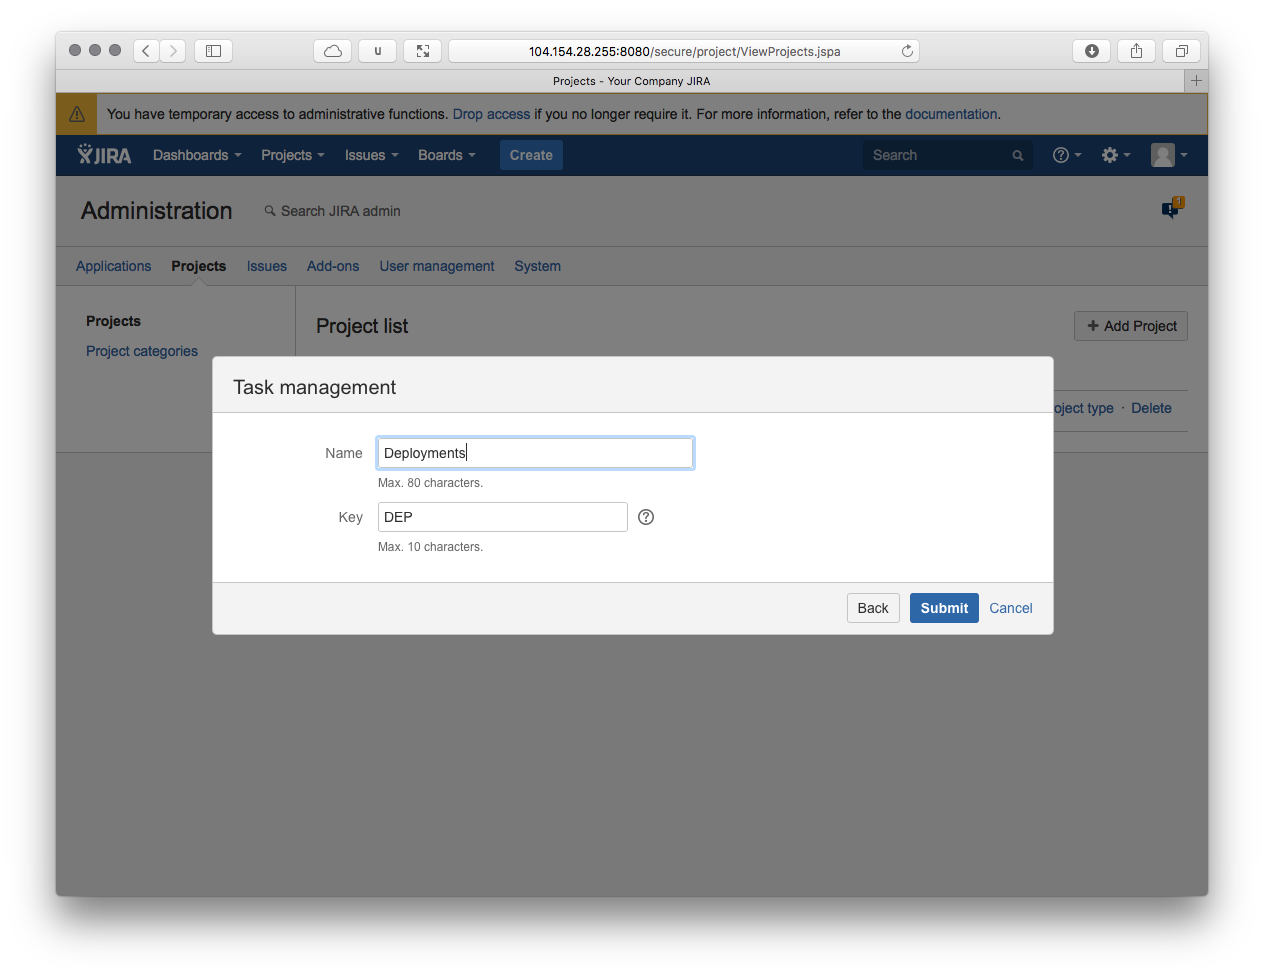 u
104.154.28.255:8080/secure/project/ViewProjects.jspa
Projects - Your Company JIRA
You have temporary access to administrative functions. Drop access if you no longer require it. For more information, refer to the documentation.
JIRA Dashboards Projects Issues Boards Create Search
Administration Search JIRA admin
1
Applications Projects Issues Add-ons User management System
Projects
Project list
Add Project
Project categories
Task management
oject type · Delete
Name Deployments
Max. 80 characters.
Key DEP
Max. 10 characters.
Back Submit Cancel